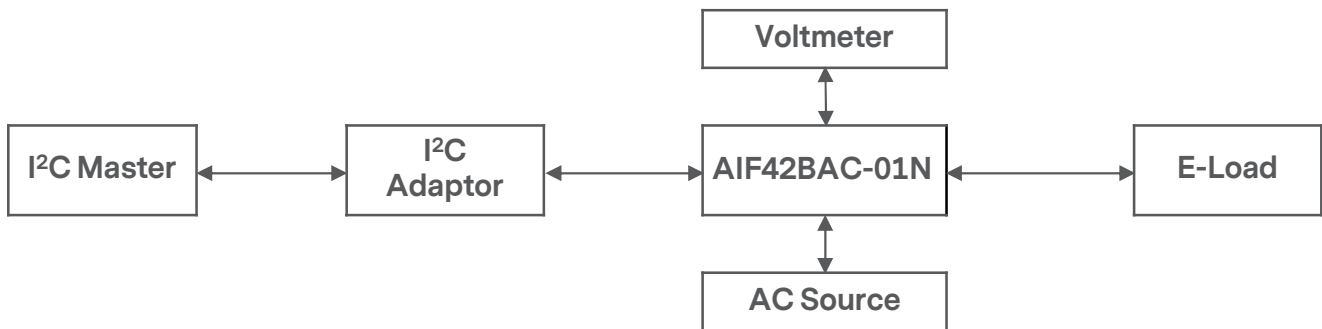 Voltmeter
I²C Master
I²C
Adaptor
AIF42BAC-01N
E-Load
AC Source